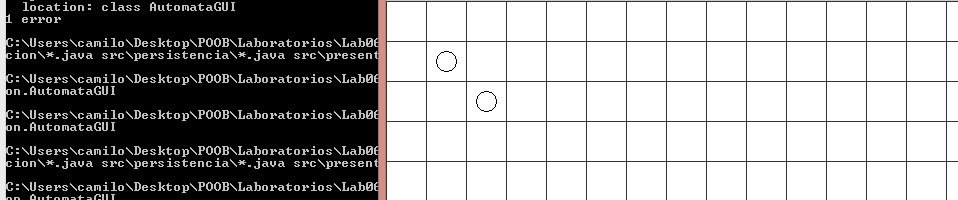 location: class AutomataGUI
1 error
C:\Users\camilo\Desktop\POOB\Laboratorios\Lab06
cion\*.java src\persistencia\*.java src\present
C:\Users\camilo\Desktop\POOB\Laboratorios\Lab06
on.AutomataGUI
C:\Users\camilo\Desktop\POOB\Laboratorios\Lab06
on.AutomataGUI
C:\Users\camilo\Desktop\POOB\Laboratorios\Lab06
cion\*.java src\persistencia\*.java src\present
C:\Users\camilo\Desktop\POOB\Laboratorios\Lab06
on.AutomataGUI